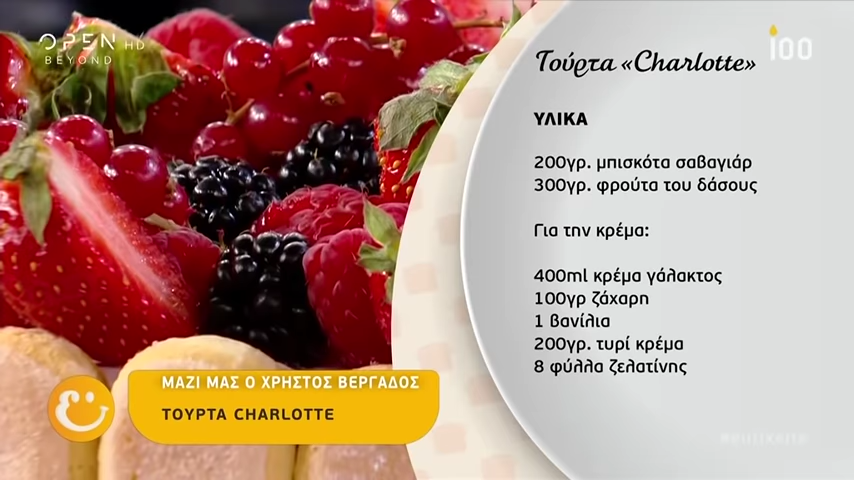 OPEN HD
BEYOND
100
Τούρτα «Charlotte»
ΥΛΙΚΑ
200γρ. μπισκότα σαβαγιάρ
300γρ. φρούτα του δάσους
Για την κρέμα:
400ml κρέμα γάλακτος
100γρ ζάχαρη
1 βανίλια
200γρ. τυρί κρέμα
8 φύλλα ζελατίνης
ΜΑΖΙ ΜΑΣ Ο ΧΡΗΣΤΟΣ ΒΕΡΓΑΔΟΣ
ΤΟΥΡΤΑ CHARLOTTE